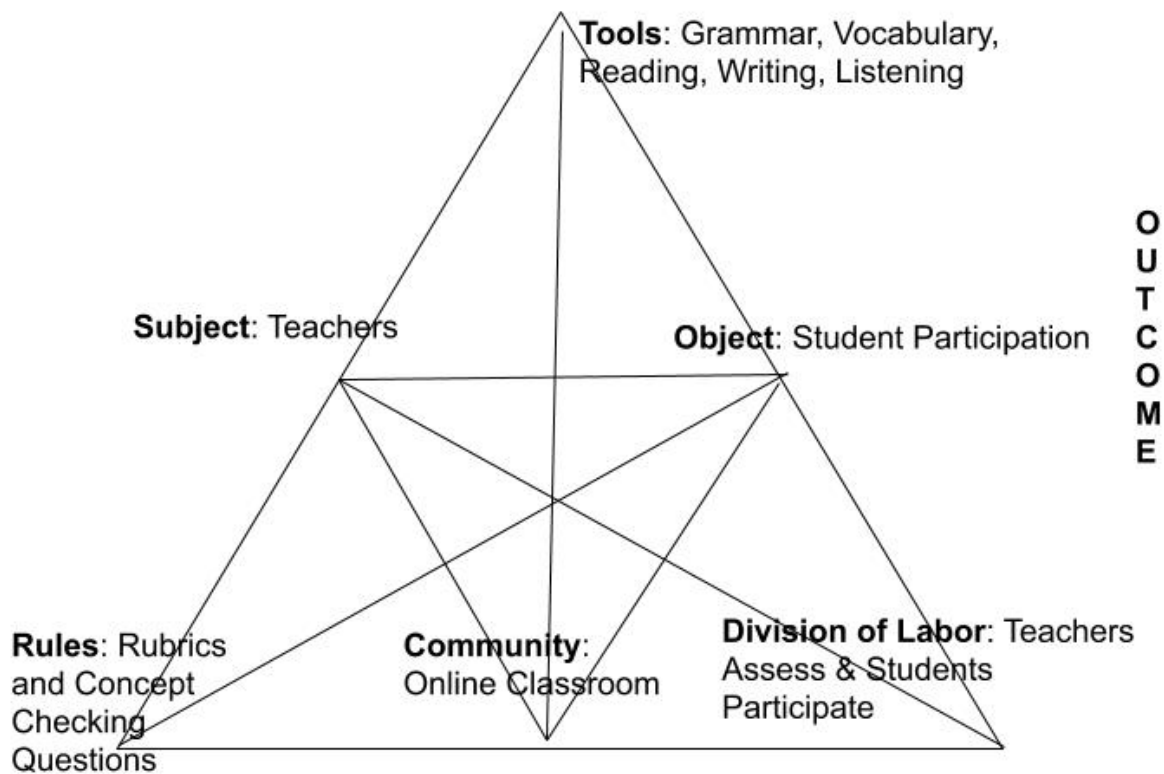 Tools: Grammar, Vocabulary,
Reading, Writing, Listening
Subject: Teachers
Object: Student Participation
O
U
T
C
O
M
E
Rules: Rubrics
and Concept
Checking
Questions
Community:
Online Classroom
Division of Labor: Teachers
Assess & Students
Participate